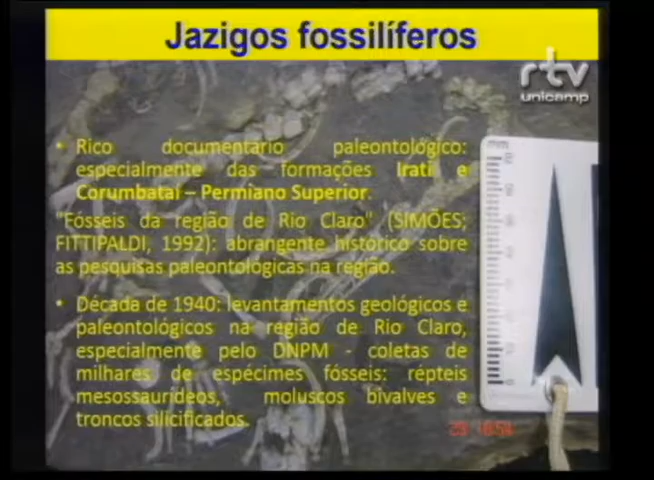 Jazigos fossilíferos
rtv
unicamp
• Rico documentário paleontológico:
especialmente das formações Irati e
Corumbataí – Permiano Superior.
"Fósseis da região de Rio Claro" (SIMÕES;
FITTIPALDI, 1992): abrangente histórico sobre
as pesquisas paleontológicas na região.
• Década de 1940: levantamentos geológicos e
paleontológicos na região de Rio Claro,
especialmente pelo DNPM - coletas de
milhares de espécimes fósseis: répteis
mesossaurídeos, moluscos bivalves e
troncos silicificados.
mm